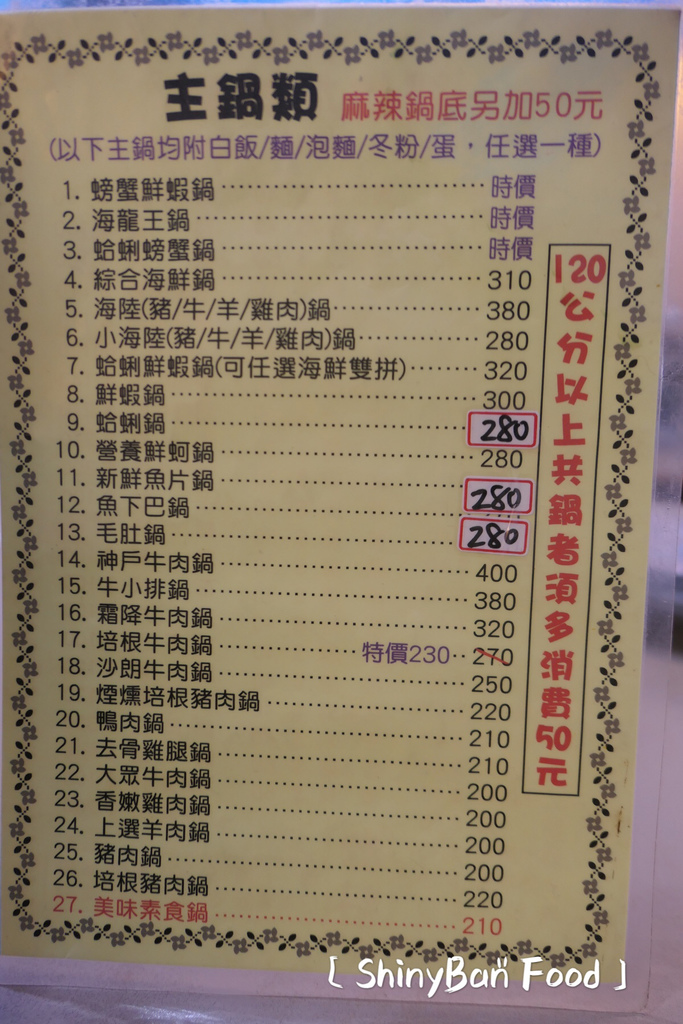 主鍋類 麻辣鍋底另加50元
(以下主鍋均附白飯/麵/泡麵/冬粉/蛋，任選一種)
1. 螃蟹鮮蝦鍋 時價
2. 海龍王鍋 時價
3. 蛤蜊螃蟹鍋 時價
4. 綜合海鮮鍋 310
5. 海陸(豬/牛/羊/雞肉)鍋 380
6. 小海陸(豬/牛/羊/雞肉)鍋 280
7. 蛤蜊鮮蝦鍋(可任選海鮮雙拼) 320
8. 鮮蝦鍋 300
9. 蛤蜊鍋 280
10. 營養鮮蚵鍋 280
11. 新鮮魚片鍋 280
12. 魚下巴鍋
13. 毛肚鍋 280
14. 神戶牛肉鍋 400
15. 牛小排鍋 380
16. 霜降牛肉鍋 320
17. 培根牛肉鍋 特價230 270
18. 沙朗牛肉鍋 250
19. 煙燻培根豬肉鍋 220
20. 鴨肉鍋 210
21. 去骨雞腿鍋 210
22. 大眾牛肉鍋 200
23. 香嫩雞肉鍋 200
24. 上選羊肉鍋 200
25. 豬肉鍋 200
26. 培根豬肉鍋 220
27. 美味素食鍋 210
120公分以上共鍋者須多消費50元
[ ShinyBan Food ]